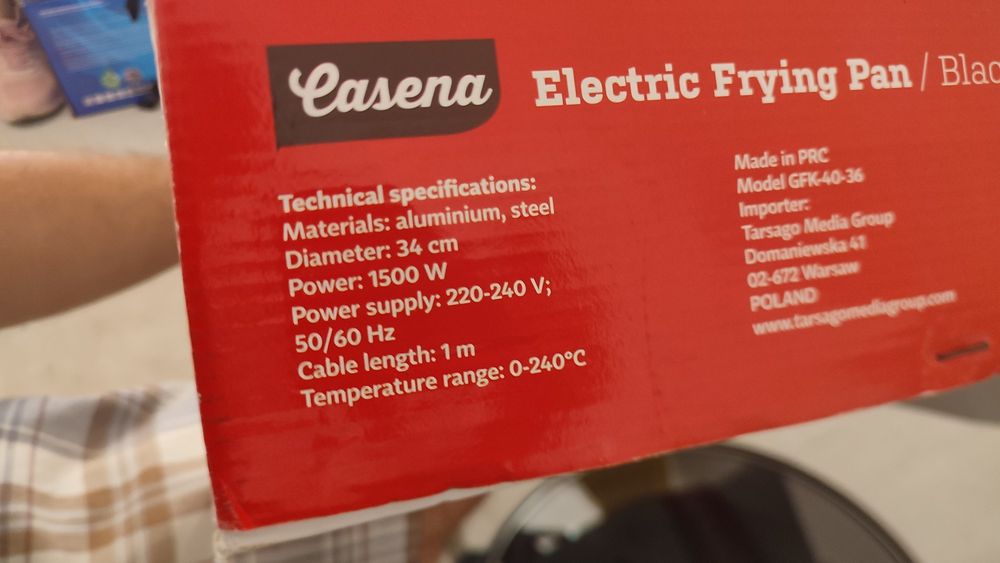 Casena
Electric Frying Pan / Blac
Technical specifications:
Materials: aluminium, steel
Diameter: 34 cm
Power: 1500 W
Power supply: 220-240 V;
50/60 Hz
Cable length: 1 m
Temperature range: 0-240°C
Made in PRC
Model GFK-40-36
Importer:
Tarsago Media Group
Domaniewska 41
02-672 Warsaw
POLAND
www.tarsagomediagroup.com